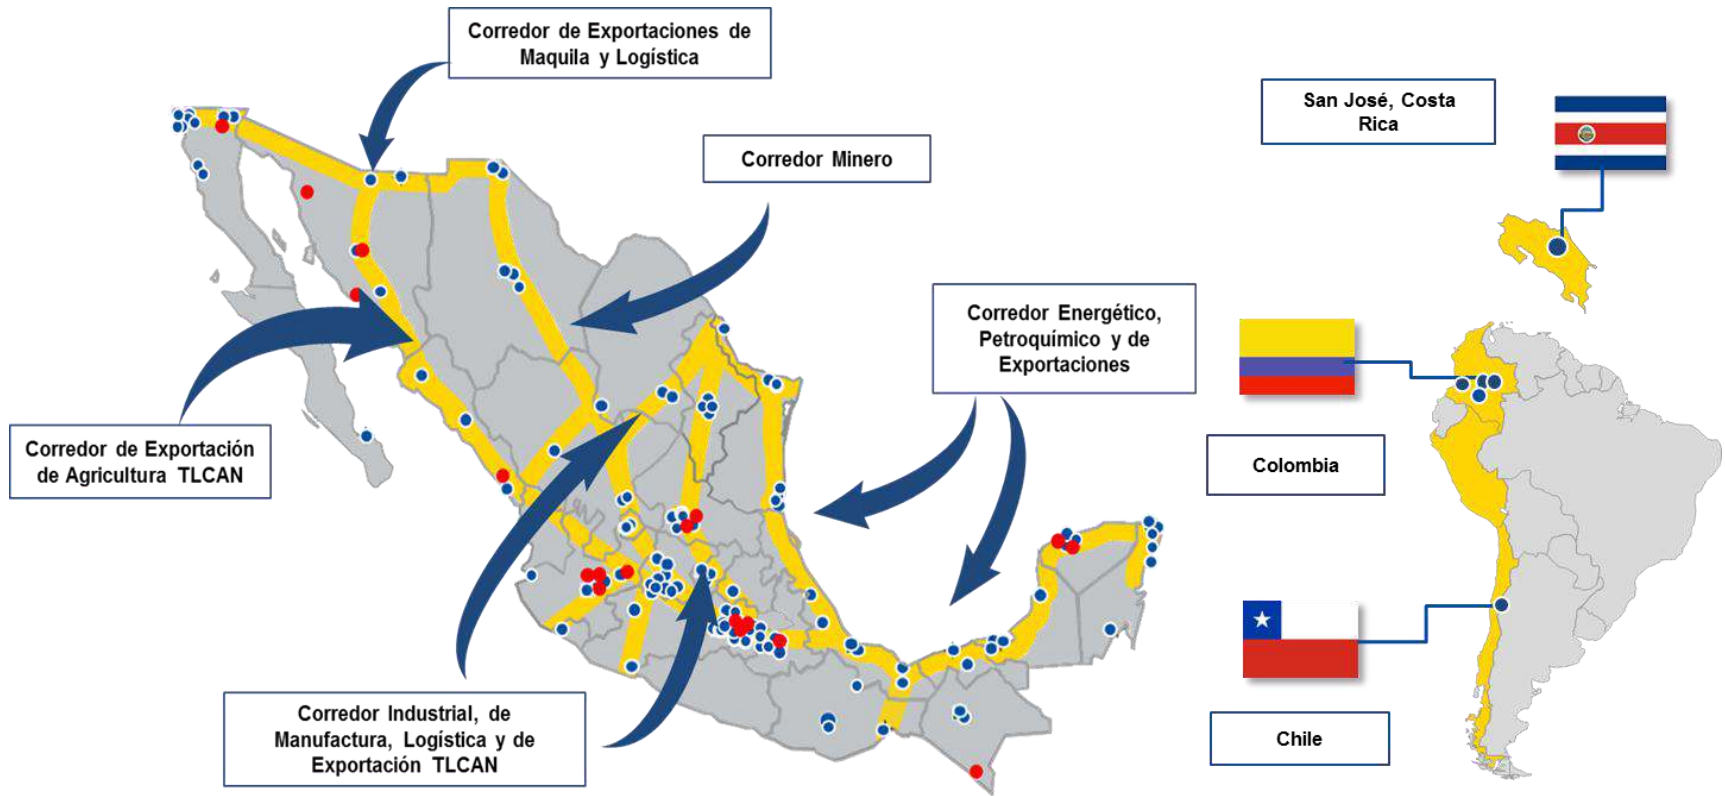 Corredor de Exportaciones de
Maquila y Logística
Corredor Minero
San José, Costa
Rica
Corredor Energético,
Petroquímico y de
Exportaciones
Corredor de Exportación
de Agricultura TLCAN
Colombia
Corredor Industrial, de
Manufactura, Logística y de
Exportación TLCAN
Chile